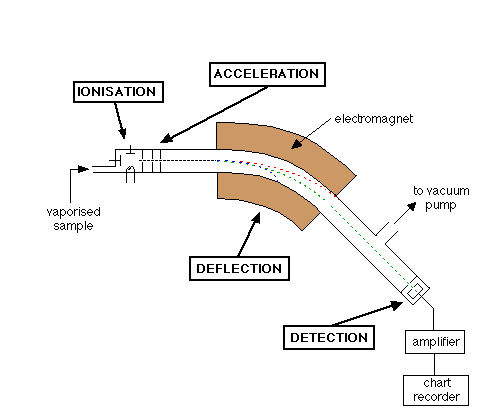 ACCELERATION
IONISATION
electromagnet
vaporised
sample
to vacuum
pump
DEFLECTION
DETECTION
amplifier
chart
recorder